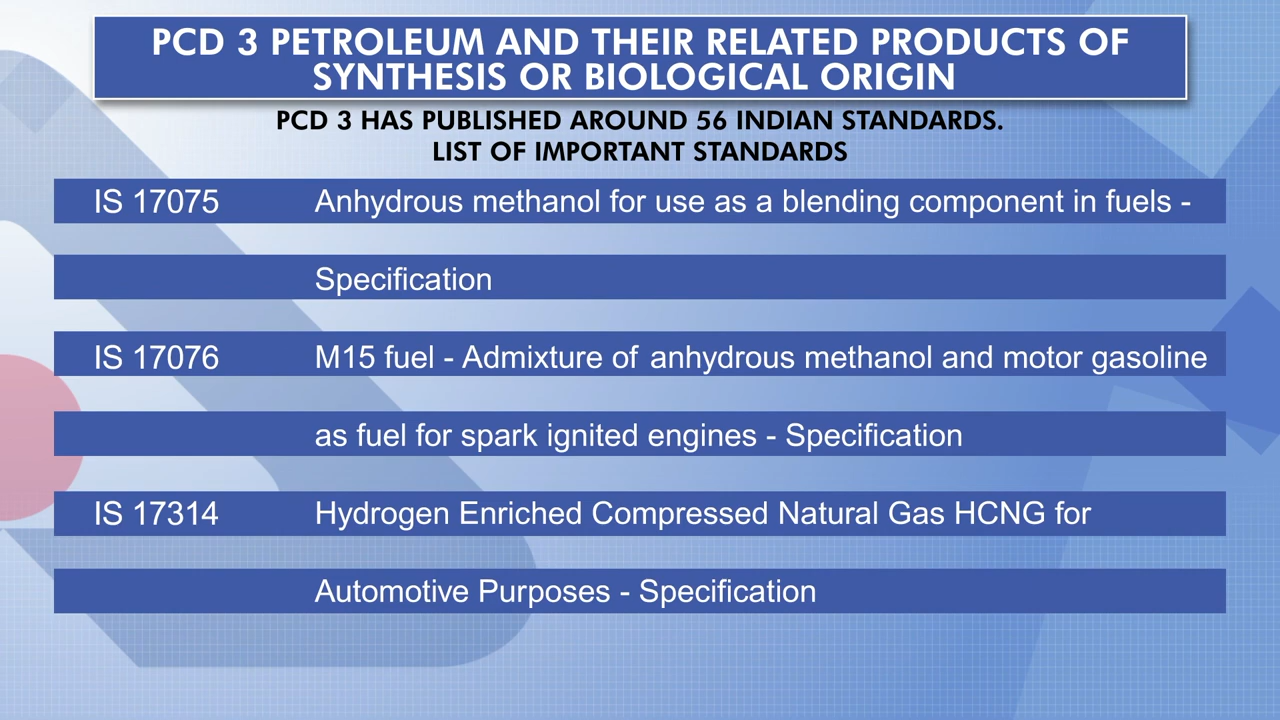 PCD 3 PETROLEUM AND THEIR RELATED PRODUCTS OF
SYNTHESIS OR BIOLOGICAL ORIGIN
PCD 3 HAS PUBLISHED AROUND 56 INDIAN STANDARDS.
LIST OF IMPORTANT STANDARDS
IS 17075 Anhydrous methanol for use as a blending component in fuels -
Specification
IS 17076 M15 fuel - Admixture of anhydrous methanol and motor gasoline
as fuel for spark ignited engines - Specification
IS 17314 Hydrogen Enriched Compressed Natural Gas HCNG for
Automotive Purposes - Specification